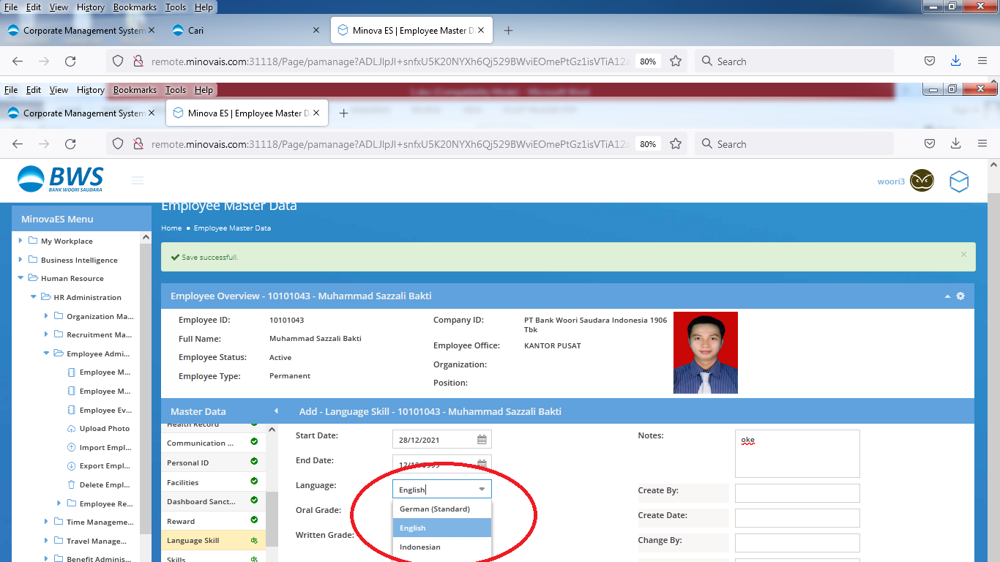 File Edit View History Bookmarks Tools Help
Corporate Management System
Cari
Minova ES | Employee Master D
remote.minovais.com:31118/Page/pamanage?ADLJIpJI+snfxU5K20NYXh6Qj529BWviEOmePtGz1isVTiA12a
80%
Search
File Edit View History Bookmarks Tools Help
Corporate Management System
Minova ES | Employee Master D
remote.minovais.com:31118/Page/pamanage?ADLJIpJI+snfxU5K20NYXh6Qj529BWviEOmePtGz1isVTiA12a
80%
Search
BWS
BANK WOORI SAUDARA
woori3
Employee Master Data
Home • Employee Master Data
Save successfull.
MinovaES Menu
My Workplace
Business Intelligence
Human Resource
HR Administration
Organization Ma...
Recruitment Ma...
Employee Admi...
Employee M...
Employee M...
Employee Ev...
Upload Photo
Import Empl...
Export Empl...
Delete Empl...
Employee Re...
Time Manageme...
Travel Manage...
Benefit Adminis...
Employee Overview - 10101043 - Muhammad Sazzali Bakti
Employee ID: 10101043
Full Name: Muhammad Sazzali Bakti
Employee Status: Active
Employee Type: Permanent
Company ID: PT Bank Woori Saudara Indonesia 1906
Tbk
Employee Office: KANTOR PUSAT
Organization:
Position:
Master Data
Health Record
Communication ...
Personal ID
Facilities
Dashboard Sanct...
Reward
Language Skill
Skills
Add - Language Skill - 10101043 - Muhammad Sazzali Bakti
Start Date: 28/12/2021
End Date:
Language: English
German (Standard)
English
Indonesian
Oral Grade:
Written Grade:
Notes: oke
Create By:
Create Date:
Change By: